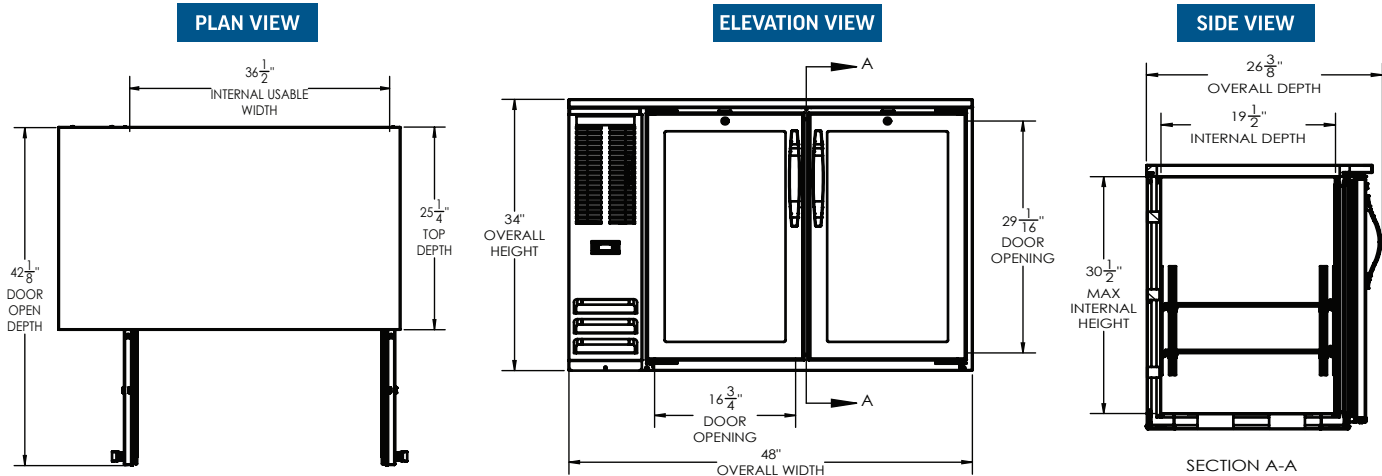 PLAN VIEW
36 1/2"
INTERNAL USABLE
WIDTH
25 1/4"
TOP
DEPTH
42 1/8"
DOOR
OPEN
DEPTH
ELEVATION VIEW
A
34"
OVERALL
HEIGHT
29 1/16"
DOOR
OPENING
16 3/4"
DOOR
OPENING
A
48"
OVERALL WIDTH
SIDE VIEW
26 3/8"
OVERALL DEPTH
19 1/2"
INTERNAL DEPTH
30 1/2"
MAX
INTERNAL
HEIGHT
SECTION A-A